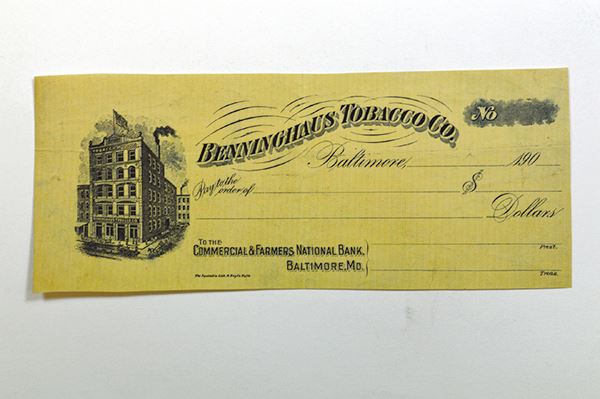 BENNINGHAUS TOBACCO CO.
No
Baltimore, 190
Pay to the
order of $
Dollars
TO THE
COMMERCIAL & FARMERS NATIONAL BANK,
BALTIMORE, MD.
Prest.
Treas.